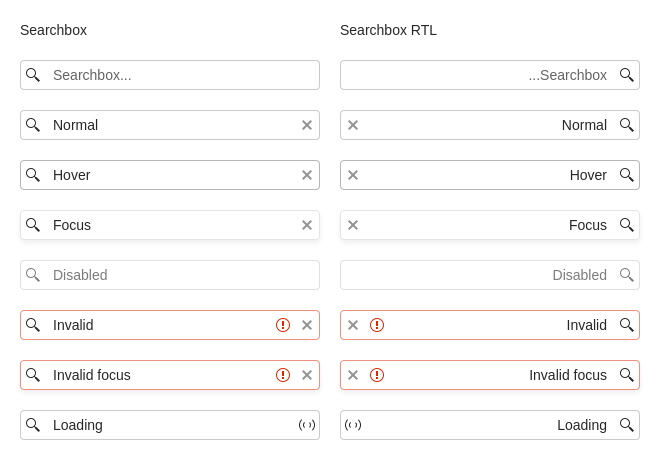 Searchbox
Searchbox RTL
Searchbox...
...Searchbox
Normal
Normal
Hover
Hover
Focus
Focus
Disabled
Disabled
Invalid
Invalid
Invalid focus
Invalid focus
Loading
Loading